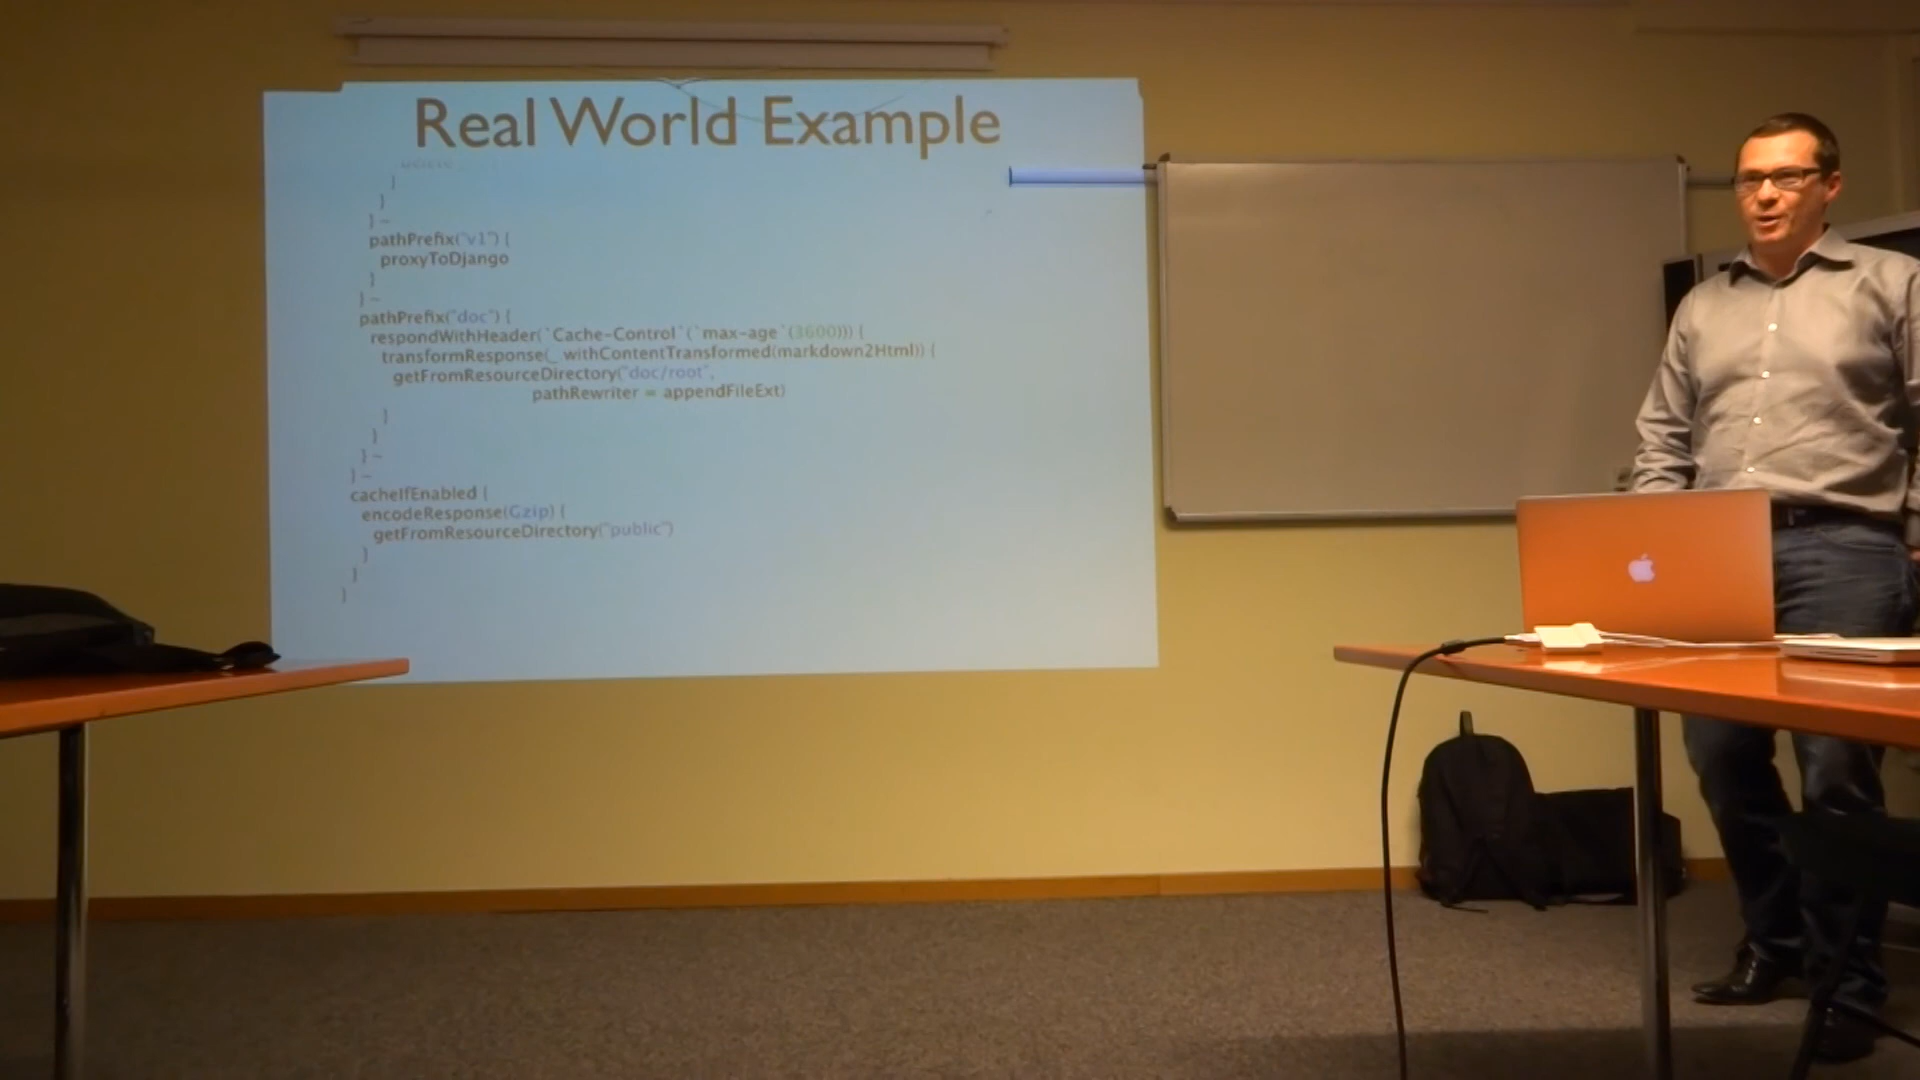 Real World Example
}
}
} ~
pathPrefix("v1") {
proxyToDjango
}
} ~
pathPrefix("doc") {
respondWithHeader(`Cache-Control`(`max-age`(3600))) {
transformResponse(_.withContentTransformed(markdown2Html)) {
getFromResourceDirectory("doc/root",
pathRewriter = appendFileExt)
}
}
} ~
} ~
cacheIfEnabled {
encodeResponse(Gzip) {
getFromResourceDirectory("public")
}
}
}